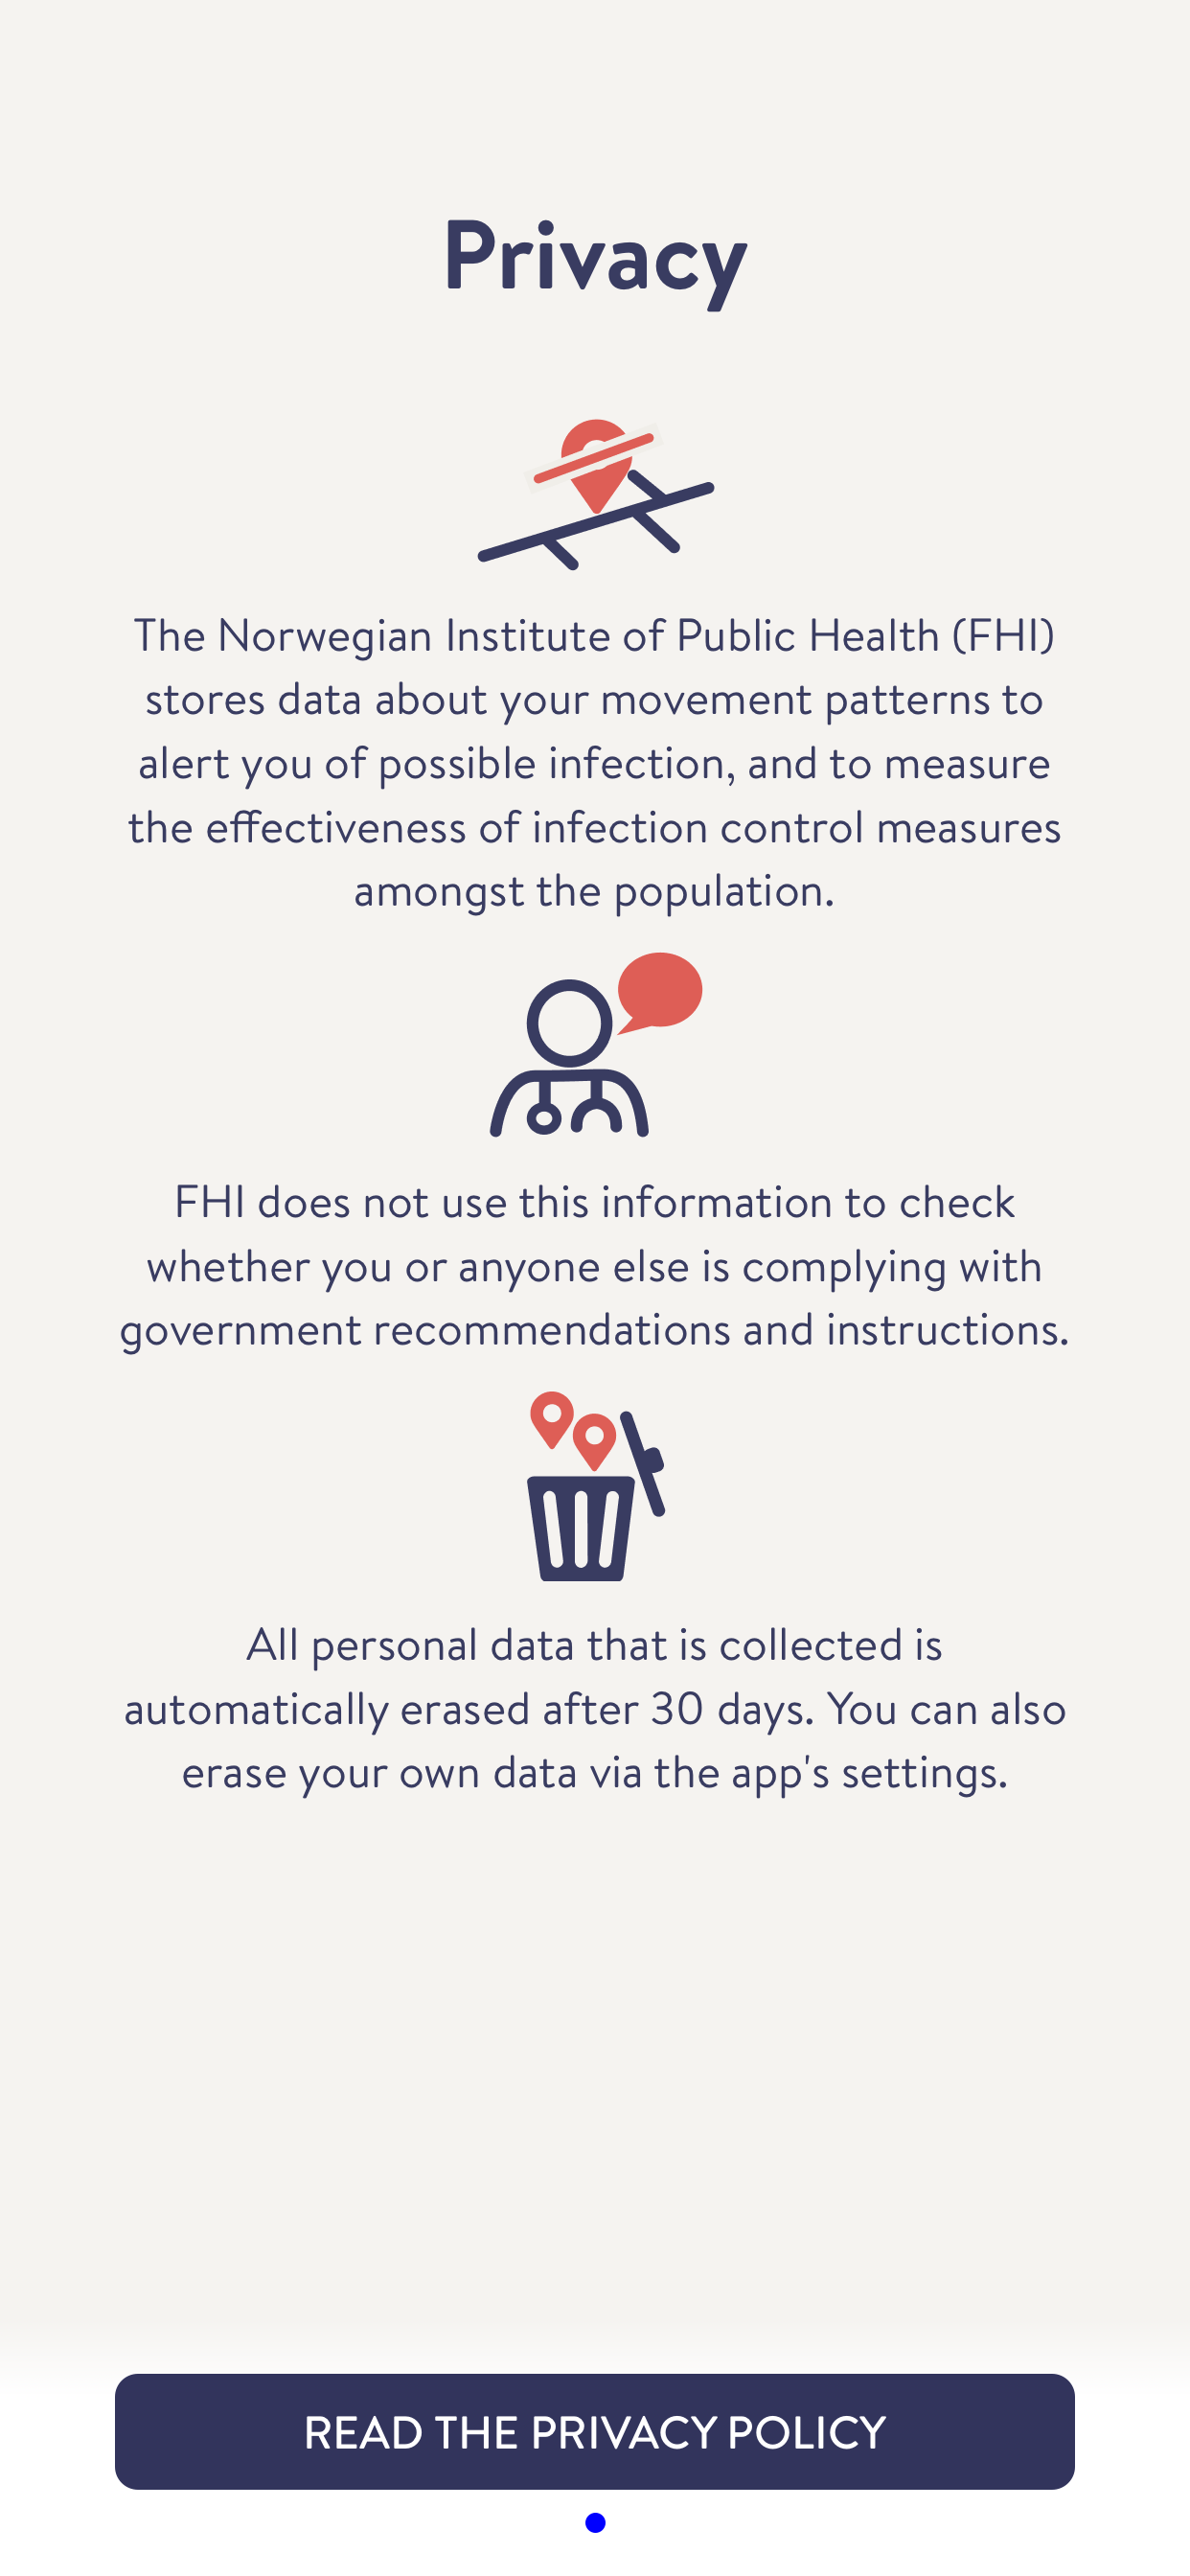 Privacy
The Norwegian Institute of Public Health (FHI)
stores data about your movement patterns to
alert you of possible infection, and to measure
the effectiveness of infection control measures
amongst the population.
FHI does not use this information to check
whether you or anyone else is complying with
government recommendations and instructions.
All personal data that is collected is
automatically erased after 30 days. You can also
erase your own data via the app's settings.
READ THE PRIVACY POLICY